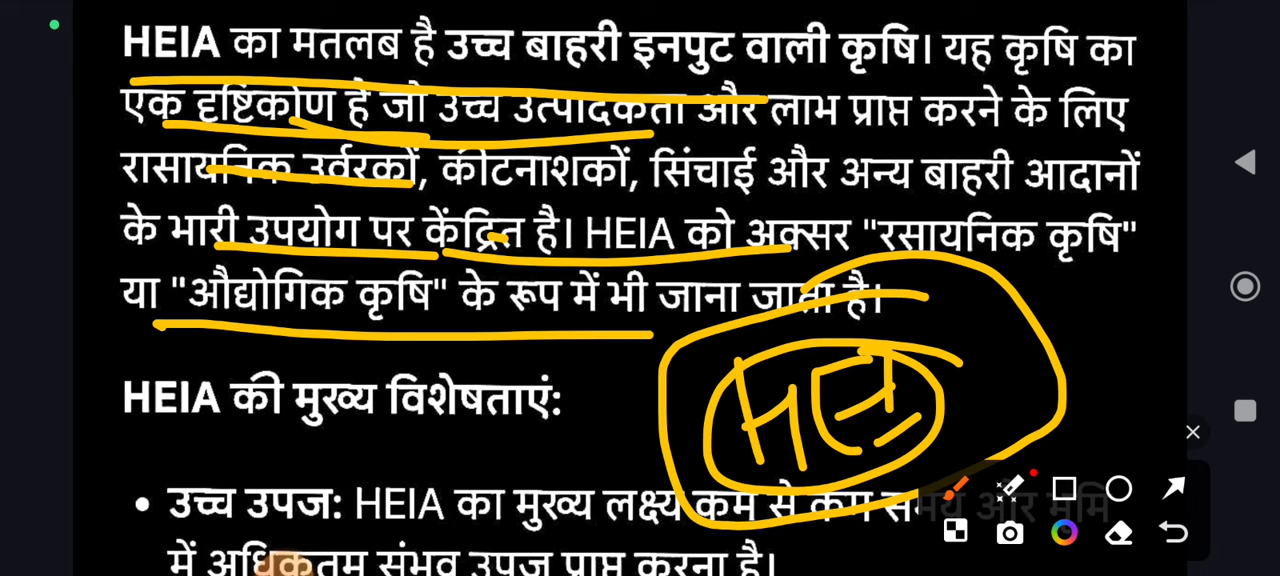 HEIA का मतलब है उच्च बाहरी इनपुट वाली कृषि। यह कृषि का
एक दृष्टिकोण है जो उच्च उत्पादकता और लाभ प्राप्त करने के लिए
रासायनिक उर्वरकों, कीटनाशकों, सिंचाई और अन्य बाहरी आदानों
के भारी उपयोग पर केंद्रित है। HEIA को अक्सर "रसायनिक कृषि"
या "औद्योगिक कृषि" के रूप में भी जाना जाता है।
HEIA की मुख्य विशेषताएं:
• उच्च उपज: HEIA का मुख्य लक्ष्य कम से कम समय और भूमि
में अधिकतम संभव उपज प्राप्त करना है।